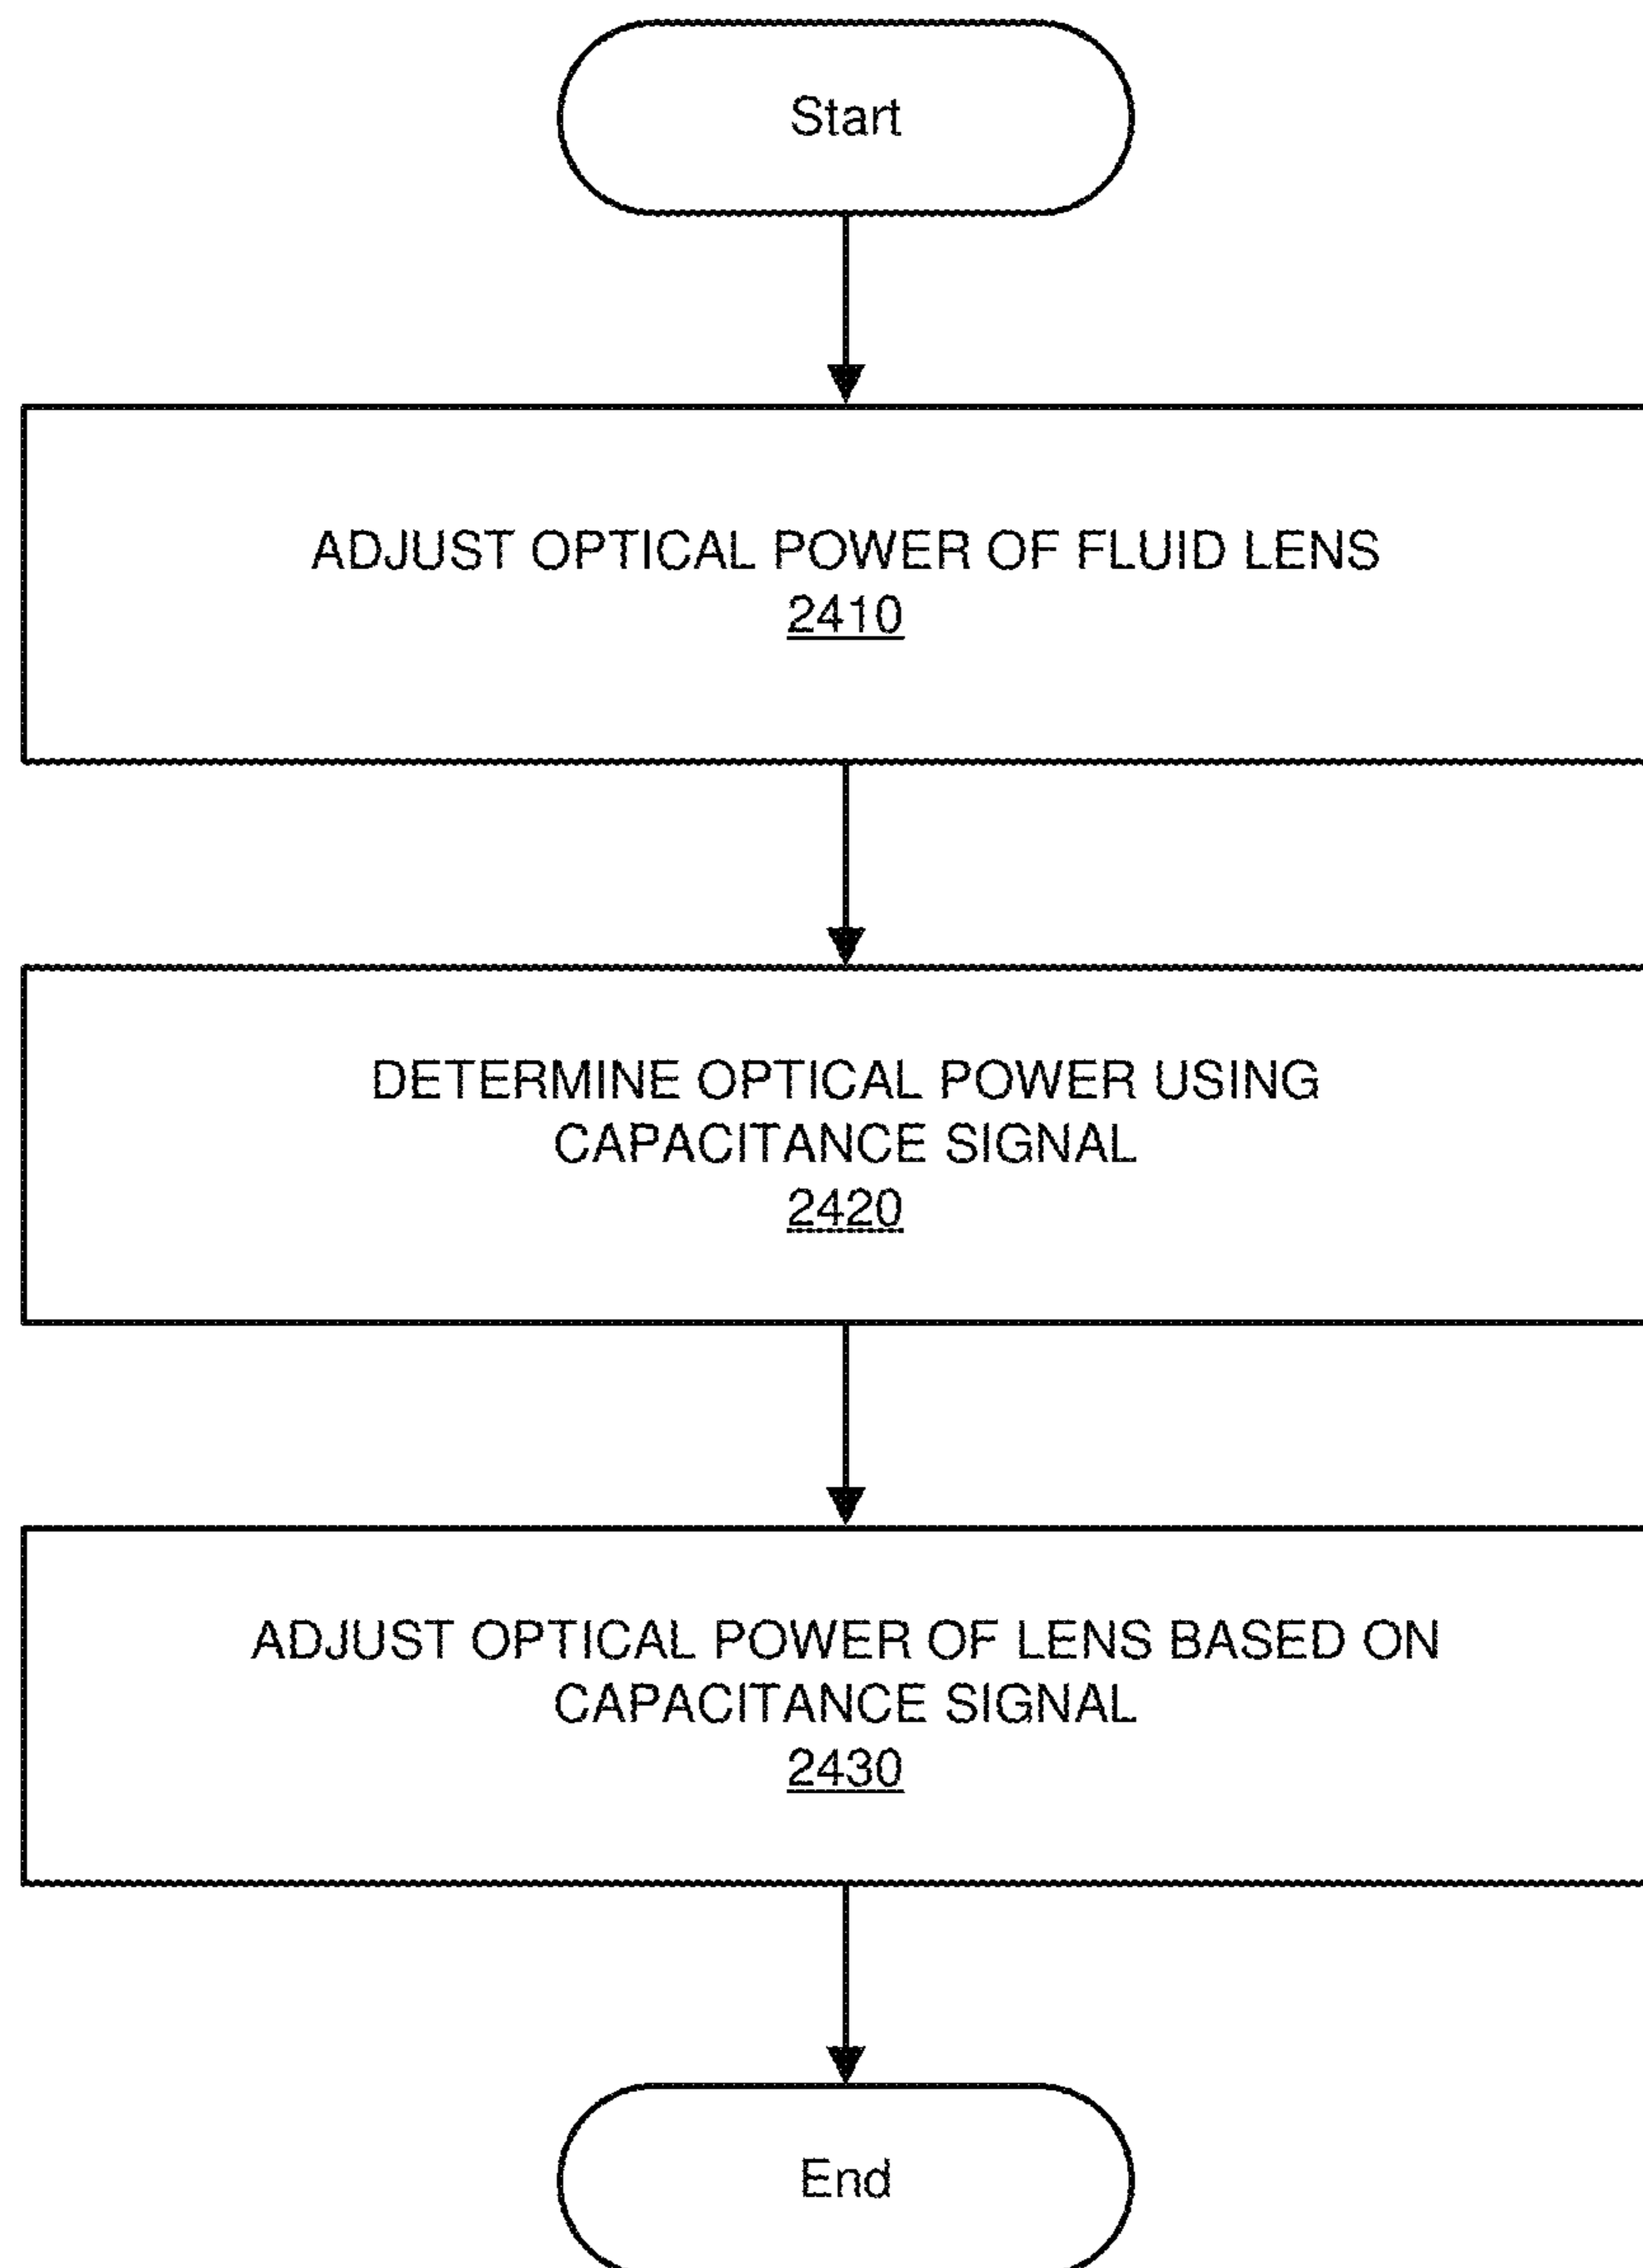 Start
ADJUST OPTICAL POWER OF FLUID LENS
2410
DETERMINE OPTICAL POWER USING
CAPACITANCE SIGNAL
2420
ADJUST OPTICAL POWER OF LENS BASED ON
CAPACITANCE SIGNAL
2430
End